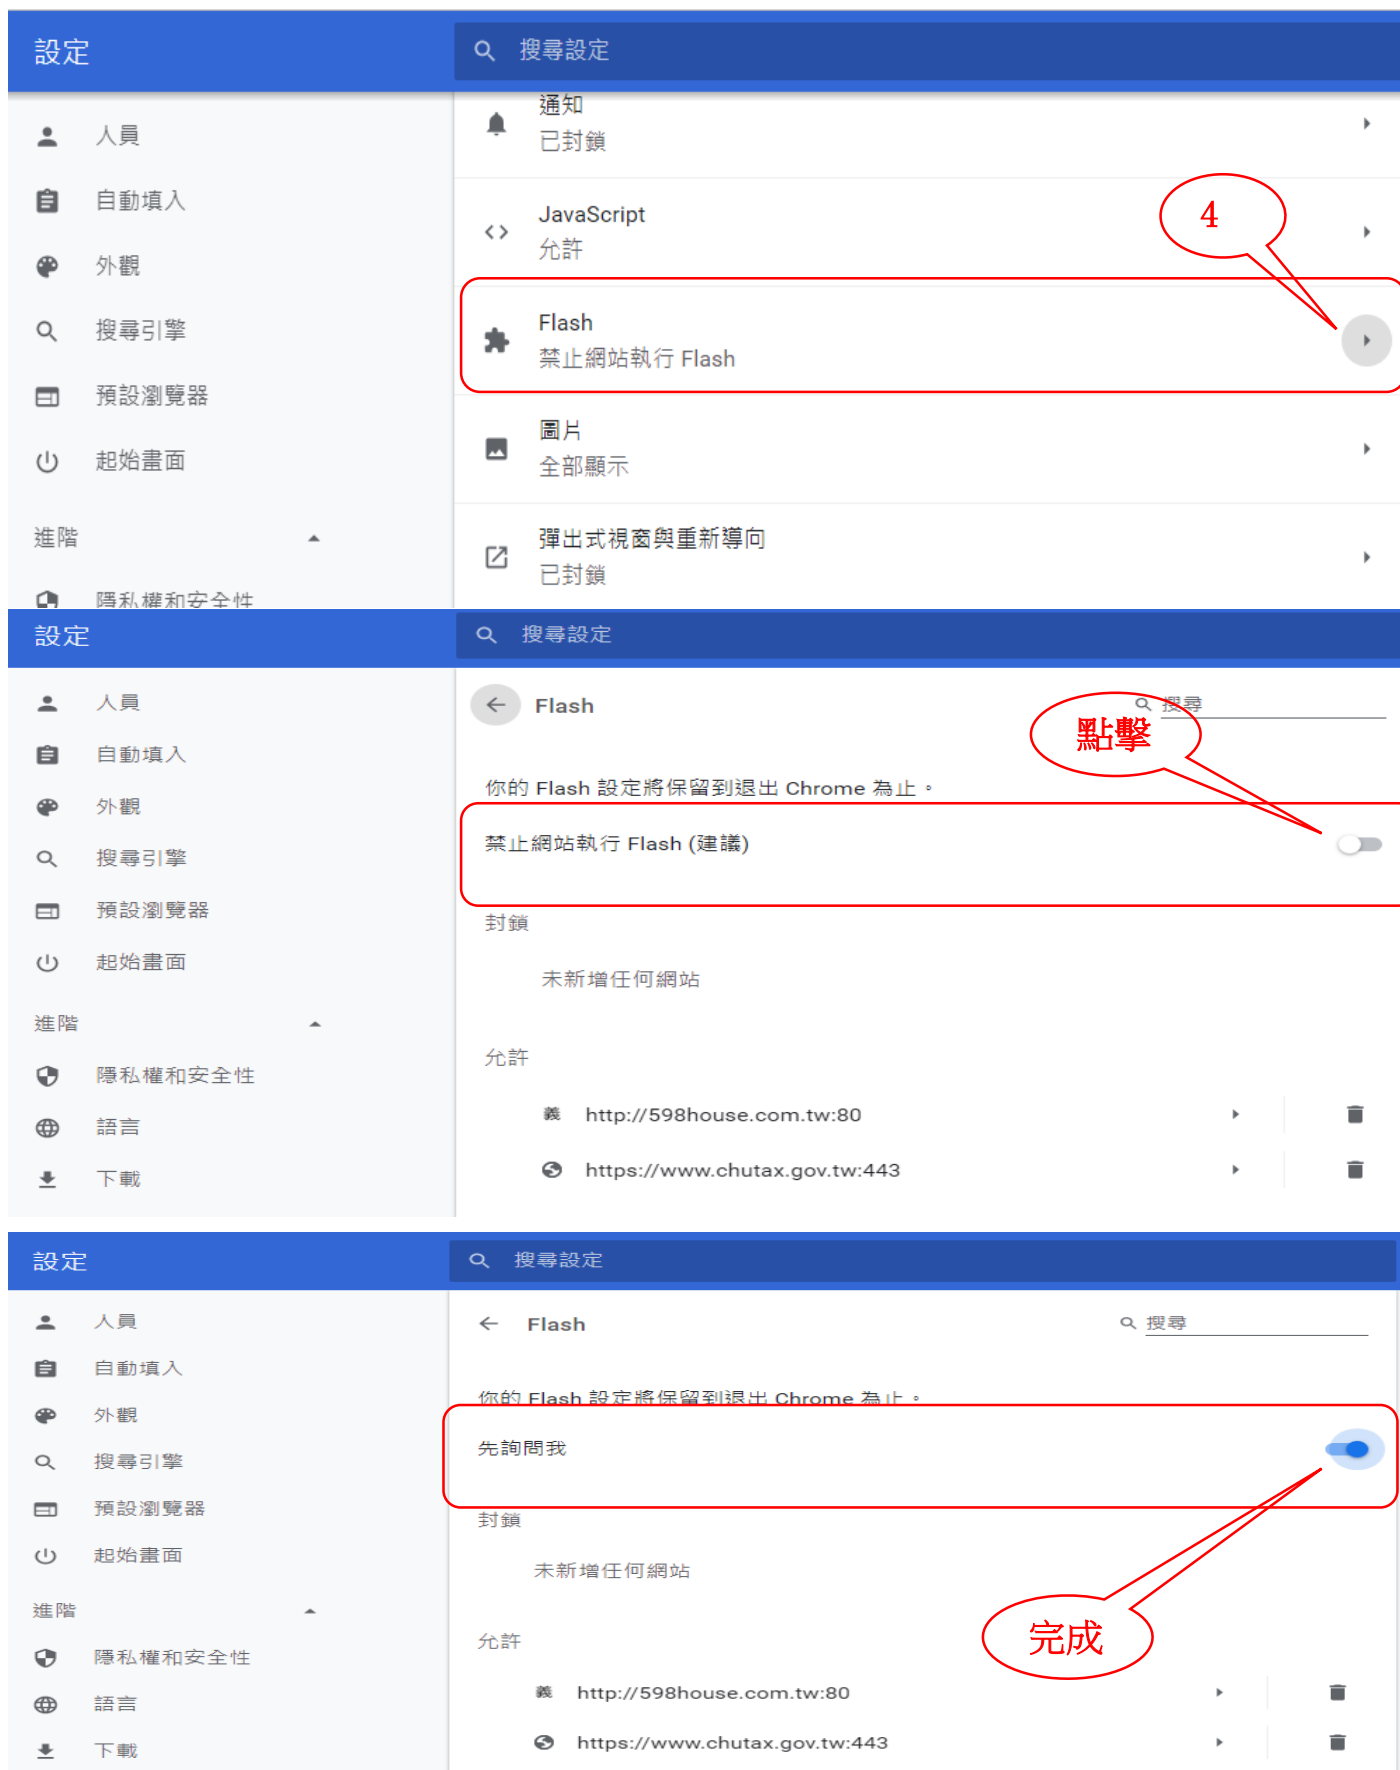 設定
搜尋設定
人員
自動填入
外觀
搜尋引擎
預設瀏覽器
起始畫面
進階
隱私權和安全性
通知
已封鎖
JavaScript
允許
4
Flash
禁止網站執行 Flash
圖片
全部顯示
彈出式視窗與重新導向
已封鎖
設定
搜尋設定
人員
自動填入
外觀
搜尋引擎
預設瀏覽器
起始畫面
進階
隱私權和安全性
語言
下載
Flash
搜尋
點擊
你的 Flash 設定將保留到退出 Chrome 為止。
禁止網站執行 Flash (建議)
封鎖
未新增任何網站
允許
義 http://598house.com.tw:80
https://www.chutax.gov.tw:443
設定
搜尋設定
人員
自動填入
外觀
搜尋引擎
預設瀏覽器
起始畫面
進階
隱私權和安全性
語言
下載
Flash
搜尋
你的 Flash 設定將保留到退出 Chrome 為止。
先詢問我
封鎖
未新增任何網站
完成
允許
義 http://598house.com.tw:80
https://www.chutax.gov.tw:443